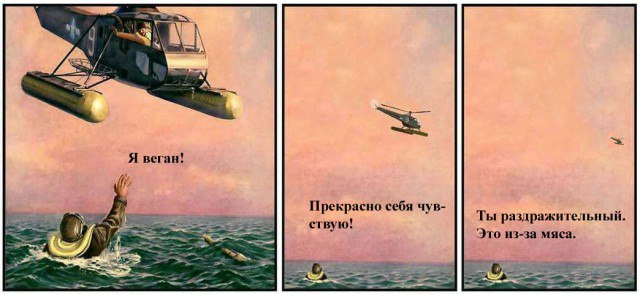 Я веган!
Прекрасно себя чув-
ствую!
Ты раздражительный.
Это из-за мяса.